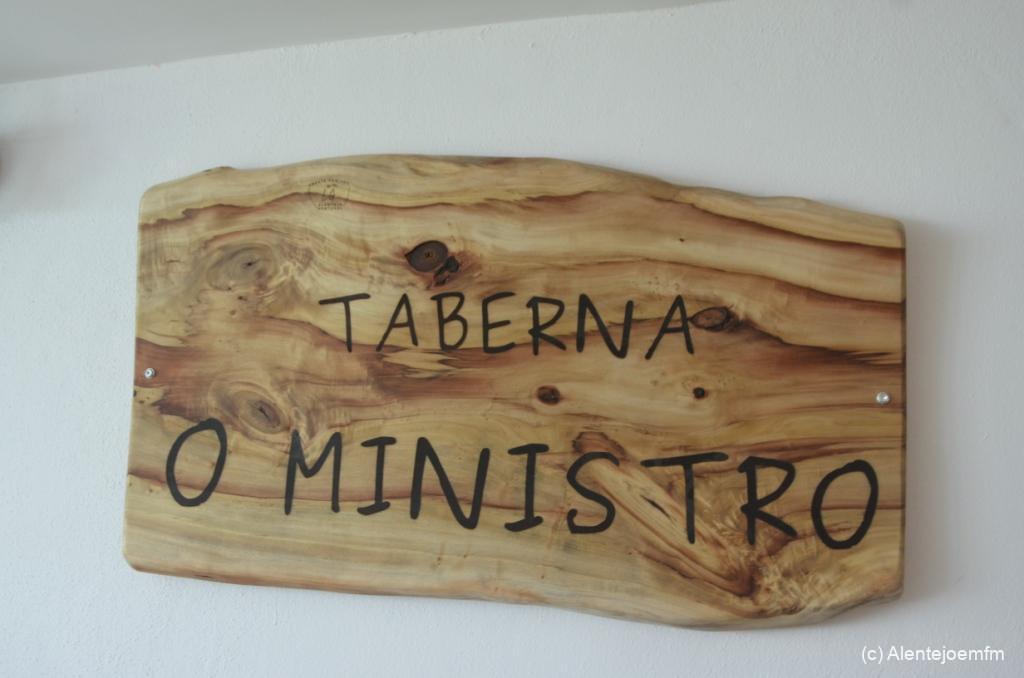 TABERNA
O MINISTRO
(c) Alentejoemfm